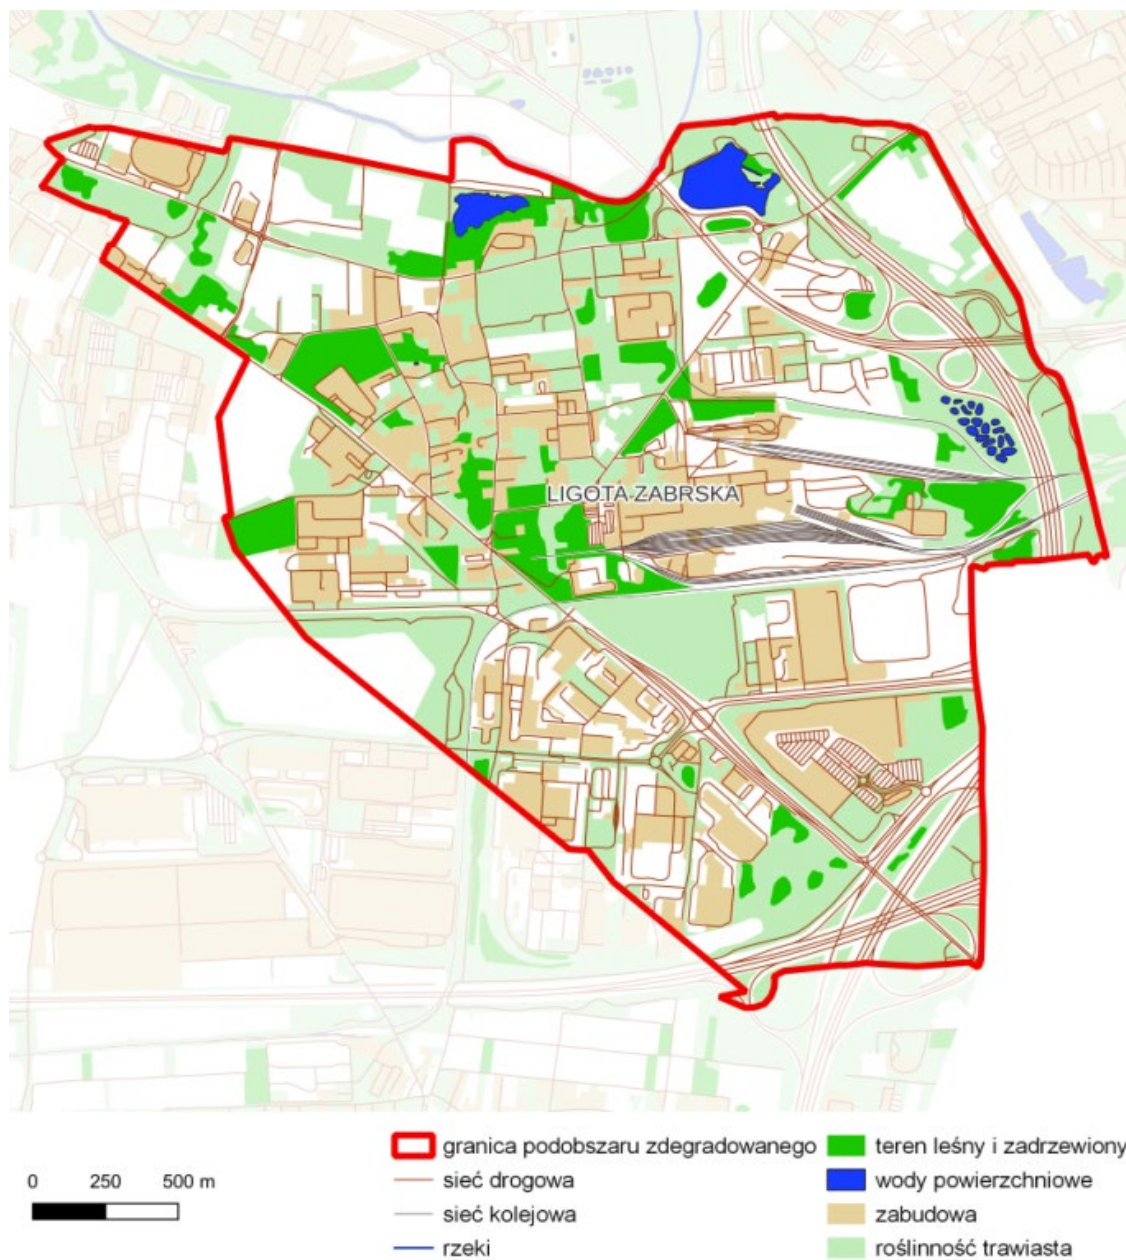 LIGOTA ZABRSKA
0 250 500 m
granica podobszaru zdegradowanego
sieć drogowa
sieć kolejowa
rzeki
teren leśny i zadrzewiony
wody powierzchniowe
zabudowa
roślinność trawiasta